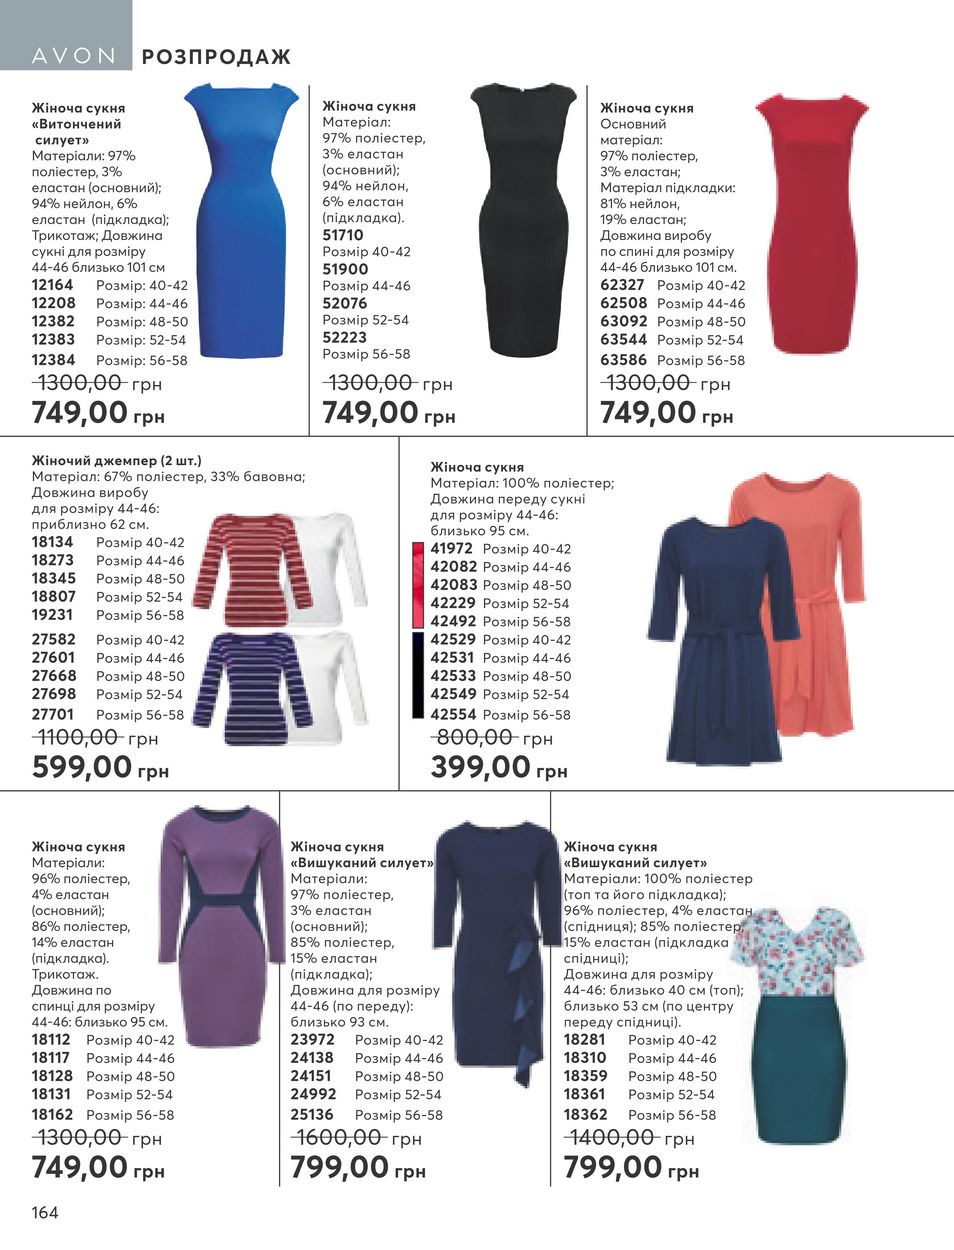 AVON
РОЗПРОДАЖ
Жіноча сукня
«Витончений
силует»
Матеріали: 97%
поліестер, 3%
еластан (основний);
94% нейлон, 6%
еластан (підкладка);
Трикотаж; Довжина
сукні для розміру
44-46 близько 101 см
12164 Розмір: 40-42
12208 Розмір: 44-46
12382 Розмір: 48-50
12383 Розмір: 52-54
12384 Розмір: 56-58
1300,00 грн
749,00 грн
Жіноча сукня
Матеріал:
97% поліестер,
3% еластан
(основний);
94% нейлон,
6% еластан
(підкладка).
51710
Розмір 40-42
51900
Розмір 44-46
52076
Розмір 52-54
52223
Розмір 56-58
1300,00 грн
749,00 грн
Жіноча сукня
Основний
матеріал:
97% поліестер,
3% еластан;
Матеріал підкладки:
81% нейлон,
19% еластан;
Довжина виробу
по спині для розміру
44-46 близько 101 см.
62327 Розмір 40-42
62508 Розмір 44-46
63092 Розмір 48-50
63544 Розмір 52-54
63586 Розмір 56-58
1300,00 грн
749,00 грн
Жіночий джемпер (2 шт.)
Матеріал: 67% поліестер, 33% бавовна;
Довжина виробу
для розміру 44-46:
приблизно 62 см.
18134 Розмір 40-42
18273 Розмір 44-46
18345 Розмір 48-50
18807 Розмір 52-54
19231 Розмір 56-58
27582 Розмір 40-42
27601 Розмір 44-46
27668 Розмір 48-50
27698 Розмір 52-54
27701 Розмір 56-58
1100,00 грн
599,00 грн
Жіноча сукня
Матеріал: 100% поліестер;
Довжина переду сукні
для розміру 44-46:
близько 95 см.
41972 Розмір 40-42
42082 Розмір 44-46
42083 Розмір 48-50
42229 Розмір 52-54
42492 Розмір 56-58
42529 Розмір 40-42
42531 Розмір 44-46
42533 Розмір 48-50
42549 Розмір 52-54
42554 Розмір 56-58
800,00 грн
399,00 грн
Жіноча сукня
Матеріали:
96% поліестер,
4% еластан
(основний);
86% поліестер,
14% еластан
(підкладка).
Трикотаж.
Довжина по
спинці для розміру
44-46: близько 95 см.
18112 Розмір 40-42
18117 Розмір 44-46
18128 Розмір 48-50
18131 Розмір 52-54
18162 Розмір 56-58
1300,00 грн
749,00 грн
Жіноча сукня
«Вишуканий силует»
Матеріали:
97% поліестер,
3% еластан
(основний);
85% поліестер,
15% еластан
(підкладка);
Довжина для розміру
44-46 (по переду):
близько 93 см.
23972 Розмір 40-42
24138 Розмір 44-46
24151 Розмір 48-50
24992 Розмір 52-54
25136 Розмір 56-58
1600,00 грн
799,00 грн
Жіноча сукня
«Вишуканий силует»
Матеріали: 100% поліестер
(топ та його підкладка);
96% поліестер, 4% еластан
(спідниця); 85% поліестер,
15% еластан (підкладка
спідниці);
Довжина для розміру
44-46: близько 40 см (топ);
близько 53 см (по центру
переду спідниці).
18281 Розмір 40-42
18310 Розмір 44-46
18359 Розмір 48-50
18361 Розмір 52-54
18362 Розмір 56-58
1400,00 грн
799,00 грн
164